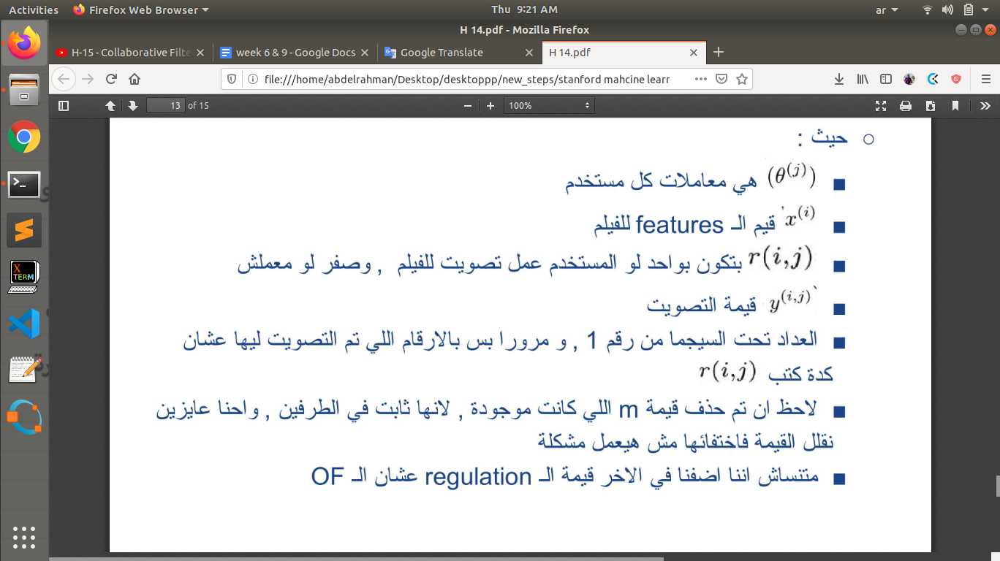 Activities Firefox Web Browser Thu 9:21 AM ar
H 14.pdf - Mozilla Firefox
H-15 - Collaborative Filte week 6 & 9 - Google Docs Google Translate H 14.pdf
file:///home/abdelrahman/Desktop/desktoppp/new_steps/stanford mahcine learr
13 of 15 100%
حيث :
(θ^(j)) هي معاملات كل مستخدم
x^(i) قيم الـ features للفيلم
r(i,j) بتكون بواحد لو المستخدم عمل تصويت للفيلم , وصفر لو معملش
y^(i,j) قيمة التصويت
العداد تحت السيجما من رقم 1 , و مرورا بس بالارقام اللي تم التصويت ليها عشان
كدة كتب r(i,j)
لاحظ ان تم حذف قيمة m اللي كانت موجودة , لانها ثابت في الطرفين , واحنا عايزين
نقلل القيمة فاختفائها مش هيعمل مشكلة
متنساش اننا اضفنا في الاخر قيمة الـ regulation عشان الـ OF
X
TERM